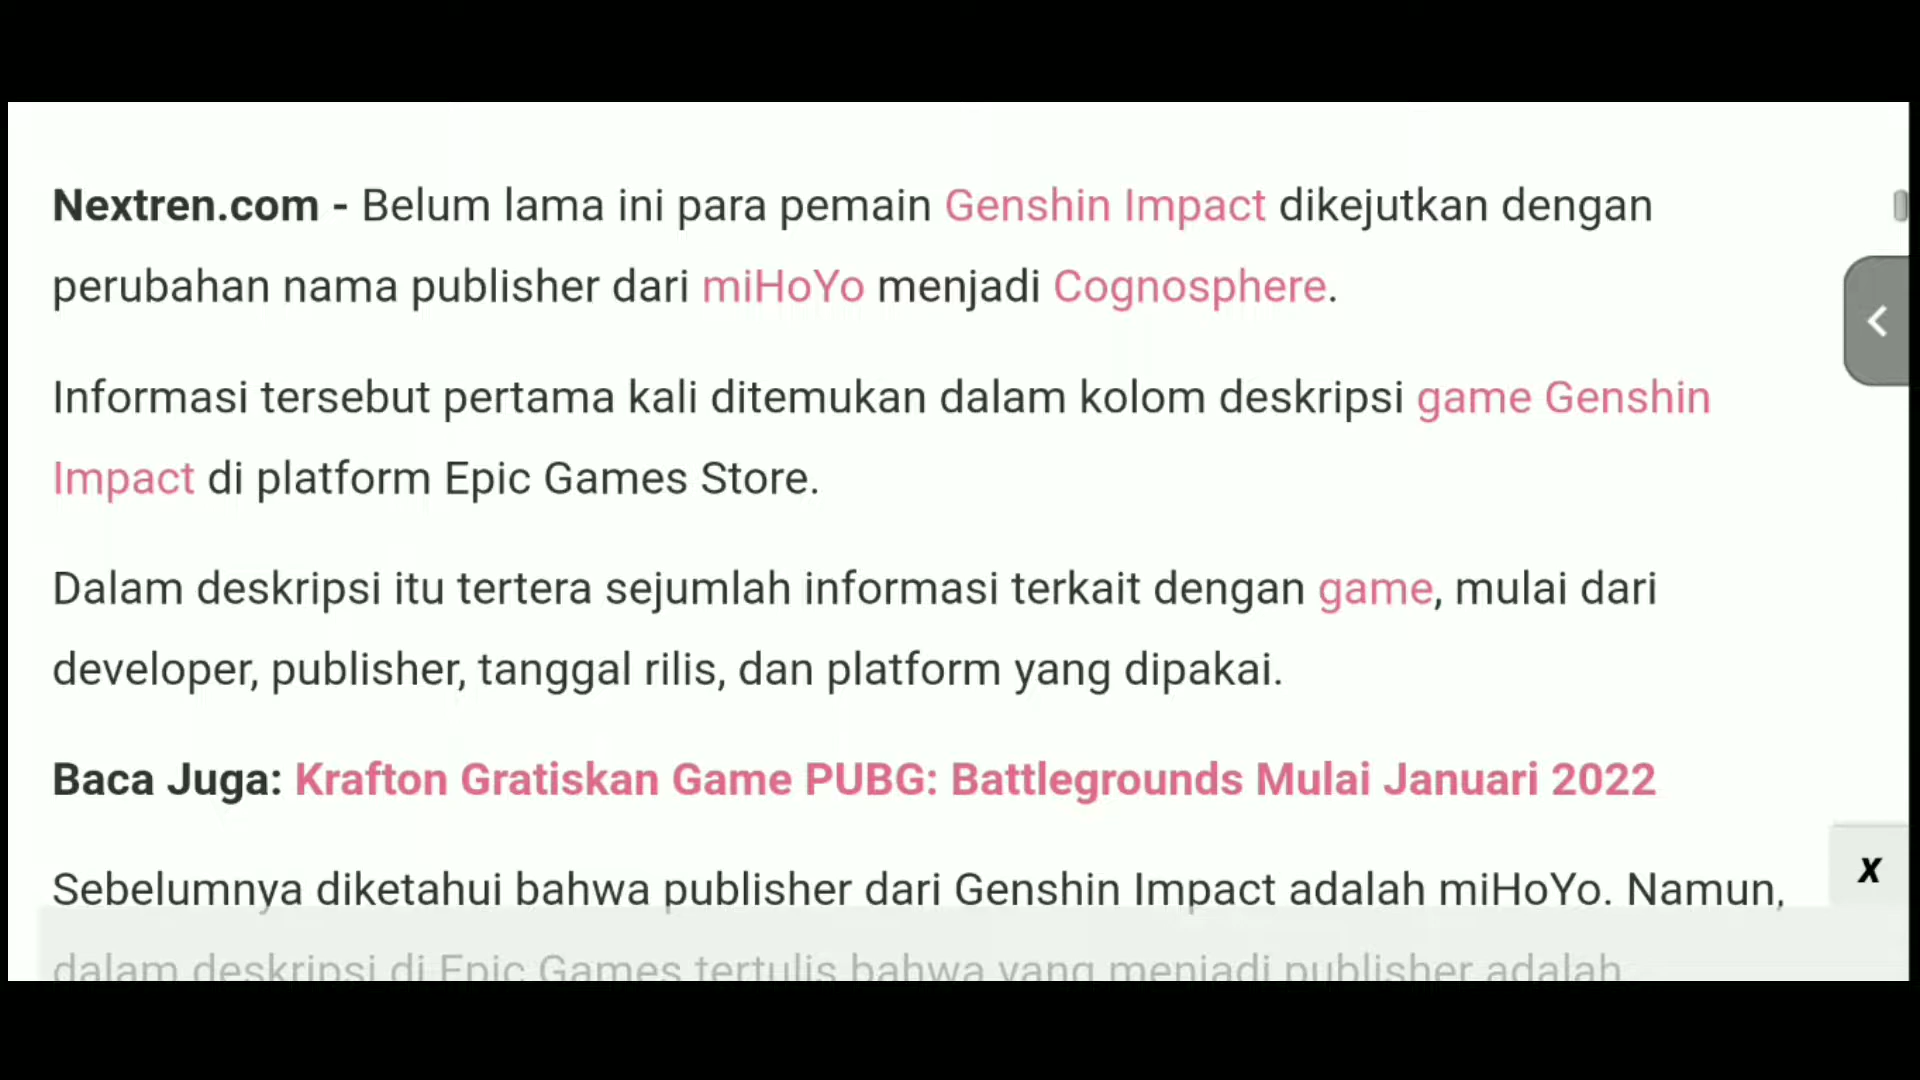 Nextren.com - Belum lama ini para pemain Genshin Impact dikejutkan dengan
perubahan nama publisher dari miHoYo menjadi Cognosphere.
Informasi tersebut pertama kali ditemukan dalam kolom deskripsi game Genshin
Impact di platform Epic Games Store.
Dalam deskripsi itu tertera sejumlah informasi terkait dengan game, mulai dari
developer, publisher, tanggal rilis, dan platform yang dipakai.
Baca Juga: Krafton Gratiskan Game PUBG: Battlegrounds Mulai Januari 2022
X
Sebelumnya diketahui bahwa publisher dari Genshin Impact adalah miHoYo. Namun,
dalam deskripsi di Epic Games tertulis bahwa yang menjadi publisher adalah